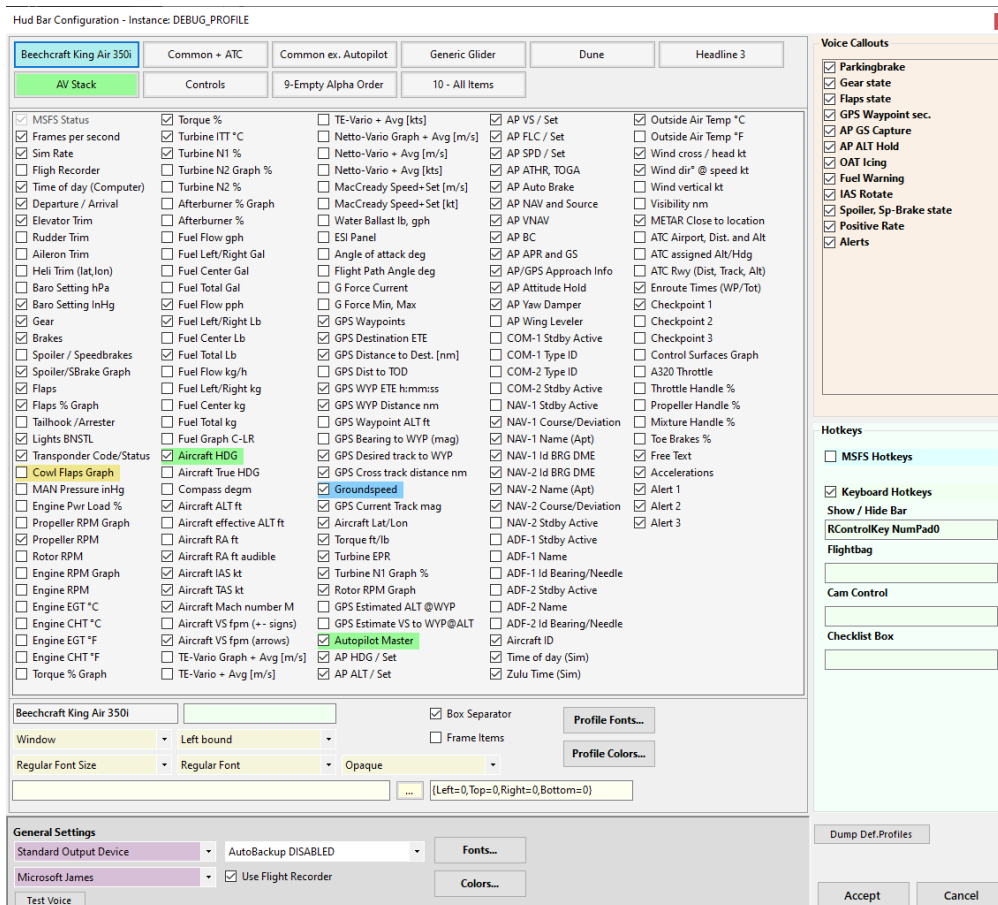 Hud Bar Configuration - Instance: DEBUG_PROFILE
Beechcraft King Air 350i
Common + ATC
Common ex. Autopilot
Generic Glider
Dune
Headline 3
AV Stack
Controls
9-Empty Alpha Order
10 - All Items
MSFS Status
Frames per second
Sim Rate
Fligh Recorder
Time of day (Computer)
Departure / Arrival
Elevator Trim
Rudder Trim
Aileron Trim
Heli Trim (lat,lon)
Baro Setting hPa
Baro Setting InHg
Gear
Brakes
Spoiler / Speedbrakes
Spoiler/SBrake Graph
Flaps
Flaps % Graph
Tailhook /Arrester
Lights BNSTL
Transponder Code/Status
Cowl Flaps Graph
MAN Pressure inHg
Engine Pwr Load %
Propeller RPM Graph
Propeller RPM
Rotor RPM
Engine RPM Graph
Engine RPM
Engine EGT °C
Engine CHT °C
Engine EGT °F
Engine CHT °F
Torque % Graph
Torque %
Turbine ITT °C
Turbine N1 %
Turbine N2 Graph %
Turbine N2 %
Afterburner % Graph
Afterburner %
Fuel Flow gph
Fuel Left/Right Gal
Fuel Center Gal
Fuel Total Gal
Fuel Flow pph
Fuel Left/Right Lb
Fuel Center Lb
Fuel Total Lb
Fuel Flow kg/h
Fuel Left/Right kg
Fuel Center kg
Fuel Total kg
Fuel Graph C-LR
Aircraft HDG
Aircraft True HDG
Compass degm
Aircraft ALT ft
Aircraft effective ALT ft
Aircraft RA ft
Aircraft RA ft audible
Aircraft IAS kt
Aircraft TAS kt
Aircraft Mach number M
Aircraft VS fpm (+- signs)
Aircraft VS fpm (arrows)
TE-Vario Graph + Avg [m/s]
TE-Vario + Avg [m/s]
TE-Vario + Avg [kts]
Netto-Vario Graph + Avg [m/s]
Netto-Vario + Avg [m/s]
Netto-Vario + Avg [kts]
MacCready Speed+Set [m/s]
MacCready Speed+Set [kt]
Water Ballast lb, gph
ESI Panel
Angle of attack deg
Flight Path Angle deg
G Force Current
G Force Min, Max
GPS Waypoints
GPS Destination ETE
GPS Distance to Dest. [nm]
GPS Dist to TOD
GPS WYP ETE h:mm:ss
GPS WYP Distance nm
GPS Waypoint ALT ft
GPS Bearing to WYP (mag)
GPS Desired track to WYP
GPS Cross track distance nm
Groundspeed
GPS Current Track mag
Aircraft Lat/Lon
Torque ft/lb
Turbine EPR
Turbine N1 Graph %
Rotor RPM Graph
GPS Estimated ALT @WYP
GPS Estimate VS to WYP@ALT
Autopilot Master
AP HDG / Set
AP ALT / Set
AP VS / Set
AP FLC / Set
AP SPD / Set
AP ATHR, TOGA
AP Auto Brake
AP NAV and Source
AP VNAV
AP BC
AP APR and GS
AP/GPS Approach Info
AP Attitude Hold
AP Yaw Damper
AP Wing Leveler
COM-1 Stdby Active
COM-1 Type ID
COM-2 Type ID
COM-2 Stdby Active
NAV-1 Stdby Active
NAV-1 Course/Deviation
NAV-1 Name (Apt)
NAV-1 Id BRG DME
NAV-2 Id BRG DME
NAV-2 Name (Apt)
NAV-2 Course/Deviation
NAV-2 Stdby Active
ADF-1 Stdby Active
ADF-1 Name
ADF-1 Id Bearing/Needle
ADF-2 Stdby Active
ADF-2 Name
ADF-2 Id Bearing/Needle
Aircraft ID
Time of day (Sim)
Zulu Time (Sim)
Outside Air Temp °C
Outside Air Temp °F
Wind cross / head kt
Wind dir° @ speed kt
Wind vertical kt
Visibility nm
METAR Close to location
ATC Airport, Dist. and Alt
ATC assigned Alt/Hdg
ATC Rwy (Dist, Track, Alt)
Enroute Times (WP/Tot)
Checkpoint 1
Checkpoint 2
Checkpoint 3
Control Surfaces Graph
A320 Throttle
Throttle Handle %
Propeller Handle %
Mixture Handle %
Toe Brakes %
Free Text
Accelerations
Alert 1
Alert 2
Alert 3
Beechcraft King Air 350i
Box Separator
Profile Fonts...
Window
Left bound
Frame Items
Profile Colors...
Regular Font Size
Regular Font
Opaque
...
{Left=0,Top=0,Right=0,Bottom=0}
General Settings
Standard Output Device
AutoBackup DISABLED
Fonts...
Microsoft James
Use Flight Recorder
Colors...
Test Voice
Voice Callouts
Parkingbrake
Gear state
Flaps state
GPS Waypoint sec.
AP GS Capture
AP ALT Hold
OAT Icing
Fuel Warning
IAS Rotate
Spoiler, Sp-Brake state
Positive Rate
Alerts
Hotkeys
MSFS Hotkeys
Keyboard Hotkeys
Show / Hide Bar
RControlKey NumPad0
Flightbag
Cam Control
Checklist Box
Dump Def.Profiles
Accept
Cancel